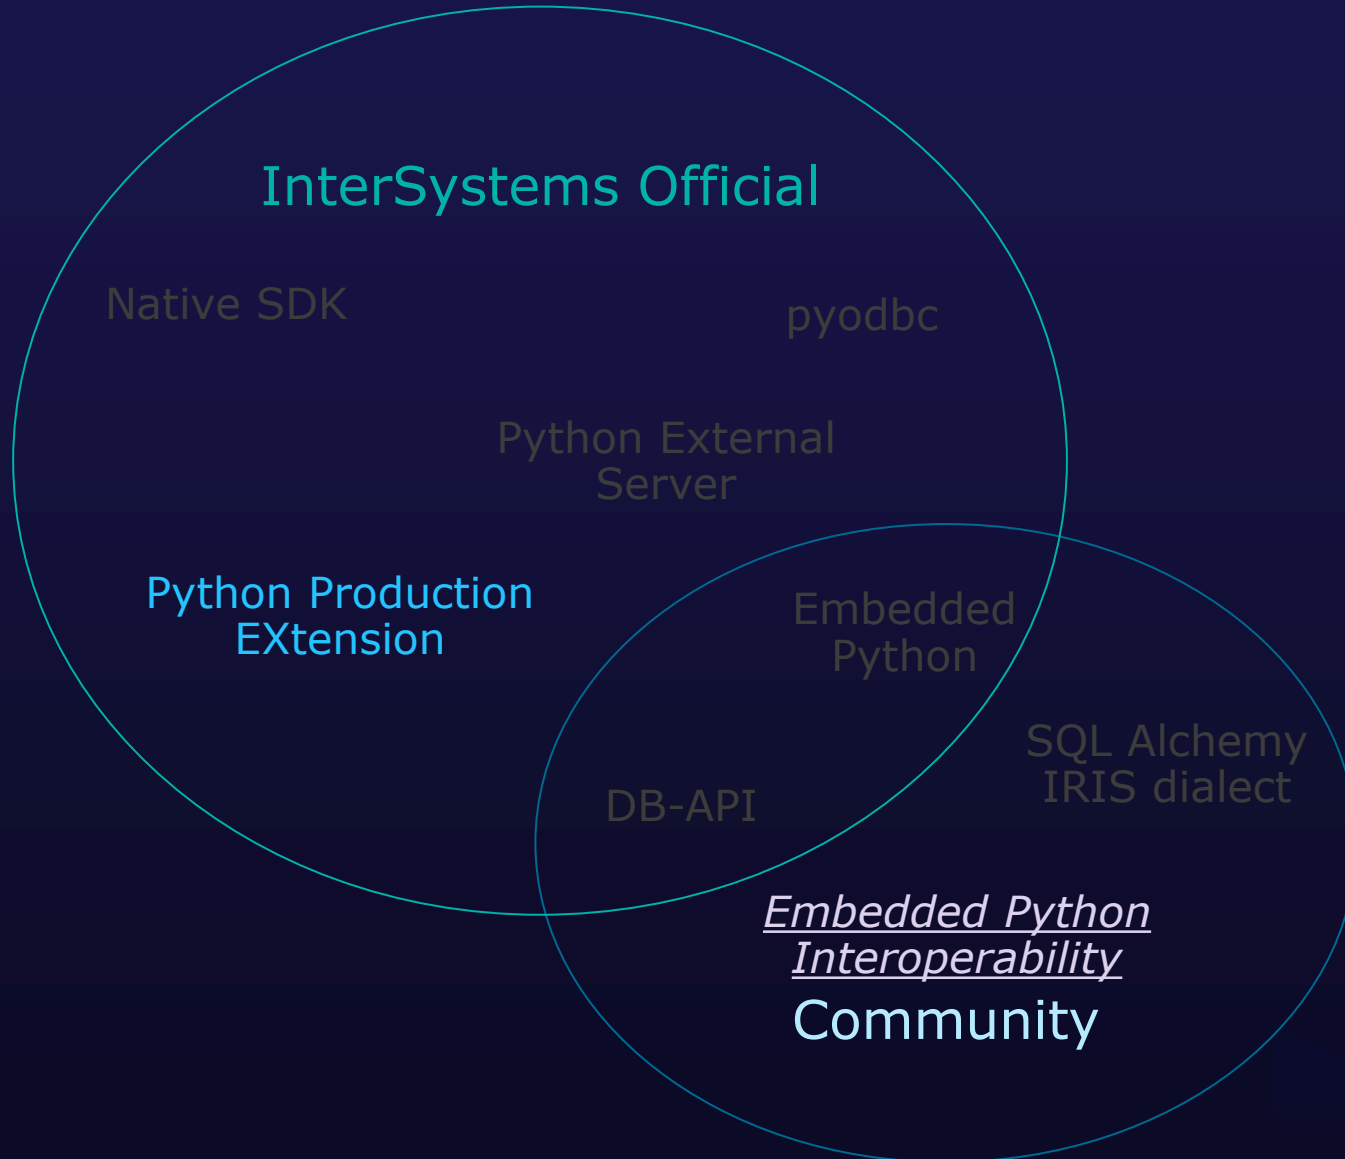 InterSystems Official
Native SDK
pyodbc
Python External
Server
Python Production
EXtension
Embedded
Python
SQL Alchemy
IRIS dialect
DB-API
Embedded Python
Interoperability
Community